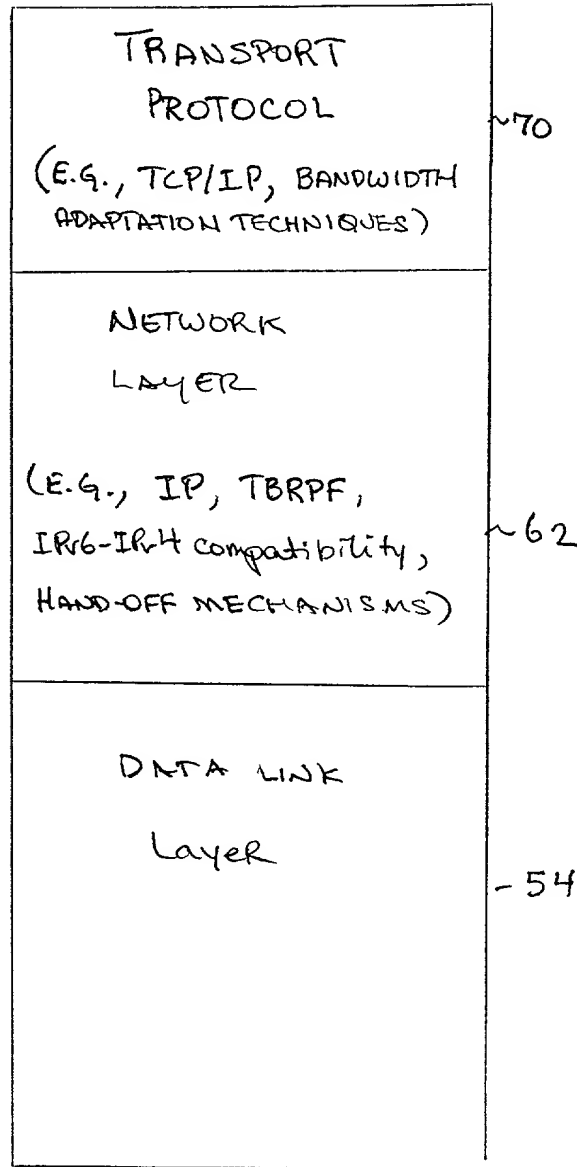 TRANSPORT
PROTOCOL
(E.G., TCP/IP, BANDWIDTH
ADAPTATION TECHNIQUES)
~70
NETWORK
LAYER
(E.G., IP, TBRPF,
IPv6-IPv4 compatibility,
HAND-OFF MECHANISMS)
~62
DATA LINK
Layer
-54